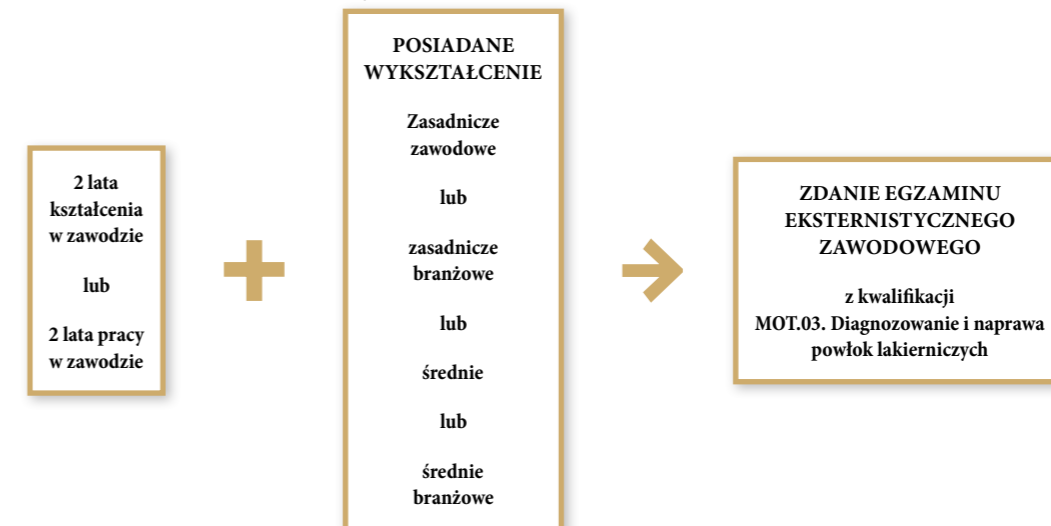 2 lata
kształcenia
w zawodzie
lub
2 lata pracy
w zawodzie
POSIADANE
WYKSZTAŁCENIE
Zasadnicze
zawodowe
lub
zasadnicze
branżowe
lub
średnie
lub
średnie
branżowe
ZDANIE EGZAMINU
EKSTERNISTYCZNEGO
ZAWODOWEGO
z kwalifikacji
MOT.03. Diagnozowanie i naprawa
powłok lakierniczych